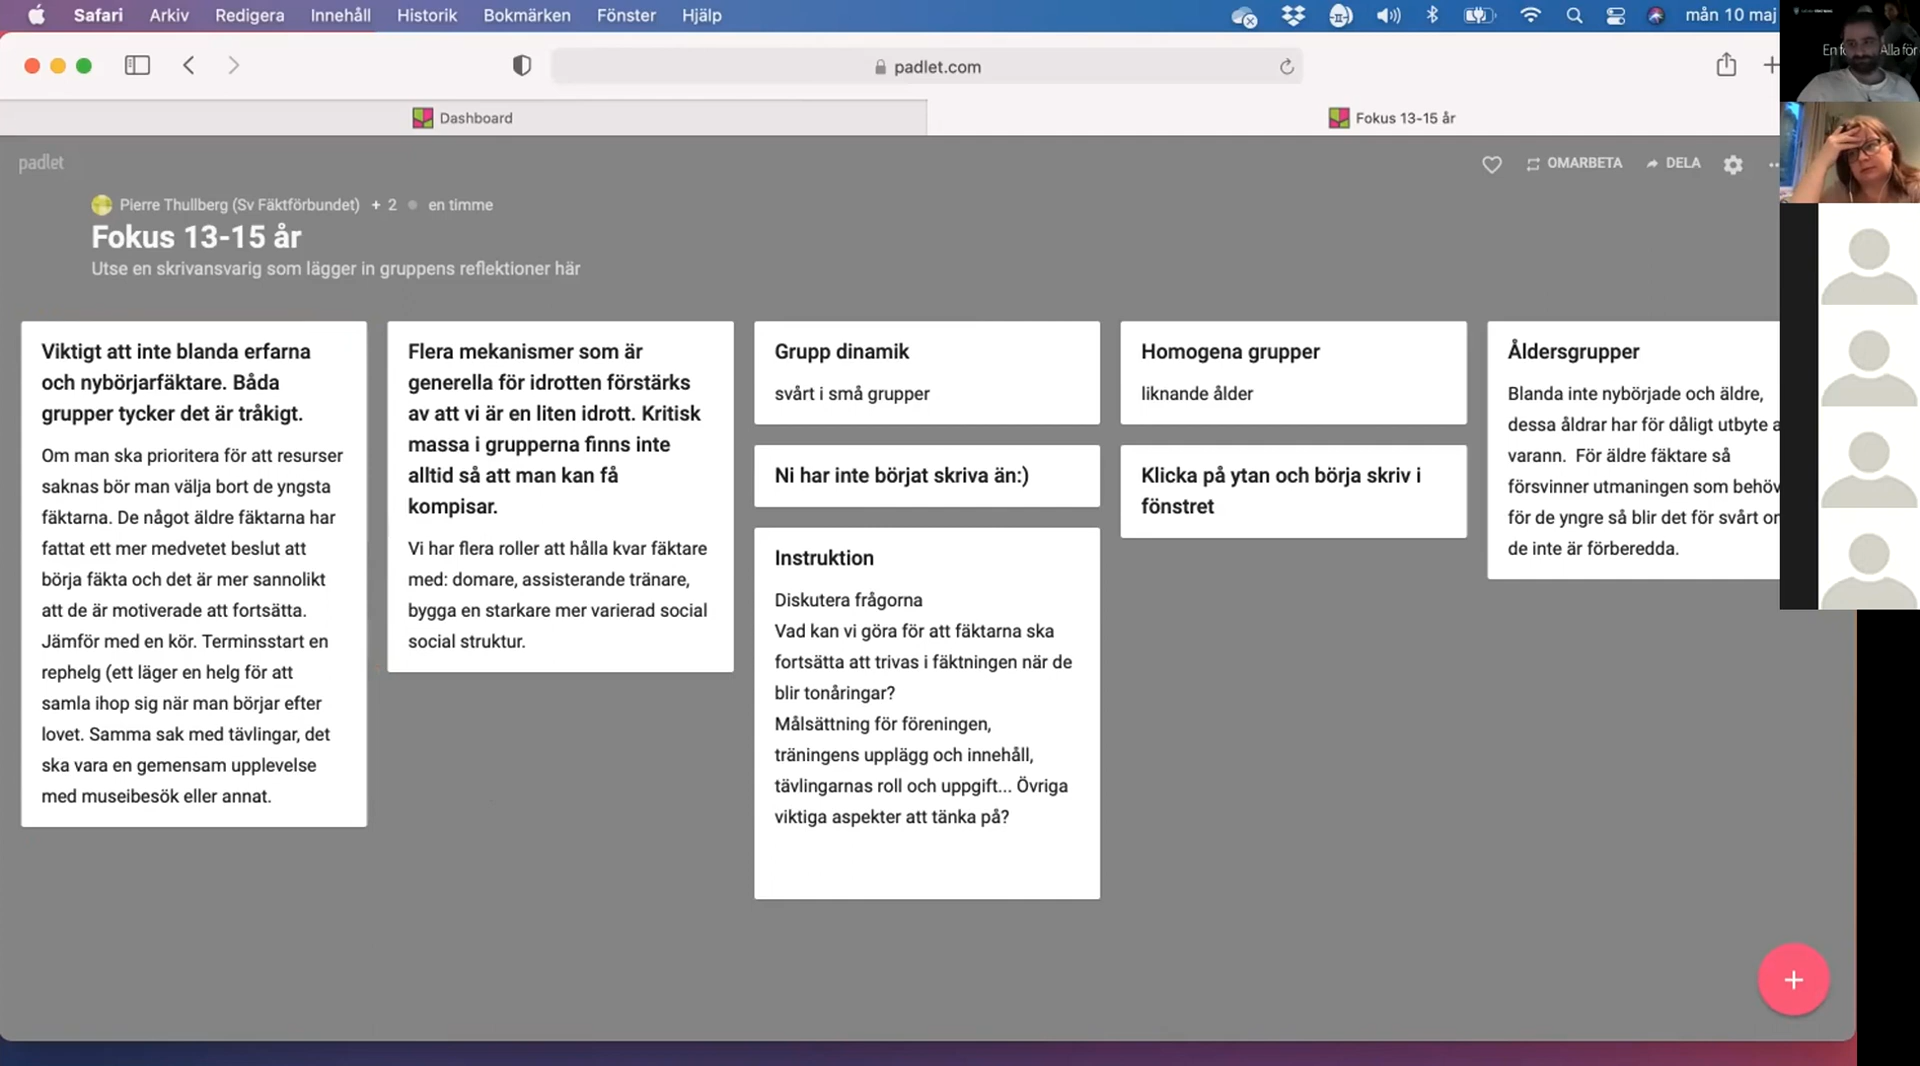 Safari Arkiv Redigera Innehåll Historik Bokmärken Fönster Hjälp
mån 10 maj
padlet.com
Dashboard
Fokus 13-15 år
padlet
OMARBETA DELA
Pierre Thullberg (Sv Fäktförbundet) + 2 en timme
Fokus 13-15 år
Utse en skrivansvarig som lägger in gruppens reflektioner här
Viktigt att inte blanda erfarna
och nybörjarfäktare. Båda
grupper tycker det är tråkigt.
Om man ska prioritera för att resurser
saknas bör man välja bort de yngsta
fäktarna. De något äldre fäktarna har
fattat ett mer medvetet beslut att
börja fäkta och det är mer sannolikt
att de är motiverade att fortsätta.
Jämför med en kör. Terminsstart en
rephelg (ett läger en helg för att
samla ihop sig när man börjar efter
lovet. Samma sak med tävlingar, det
ska vara en gemensam upplevelse
med museibesök eller annat.
Flera mekanismer som är
generella för idrotten förstärks
av att vi är en liten idrott. Kritisk
massa i grupperna finns inte
alltid så att man kan få
kompisar.
Vi har flera roller att hålla kvar fäktare
med: domare, assisterande tränare,
bygga en starkare mer varierad social
social struktur.
Grupp dinamik
svårt i små grupper
Ni har inte börjat skriva än:)
Instruktion
Diskutera frågorna
Vad kan vi göra för att fäktarna ska
fortsätta att trivas i fäktningen när de
blir tonåringar?
Målsättning för föreningen,
träningens upplägg och innehåll,
tävlingarnas roll och uppgift... Övriga
viktiga aspekter att tänka på?
Homogena grupper
liknande ålder
Klicka på ytan och börja skriv i
fönstret
Åldersgrupper
Blanda inte nybörjade och äldre,
dessa åldrar har för dåligt utbyte a
varann. För äldre fäktare så
försvinner utmaningen som behöv
för de yngre så blir det för svårt
de inte är förberedda.